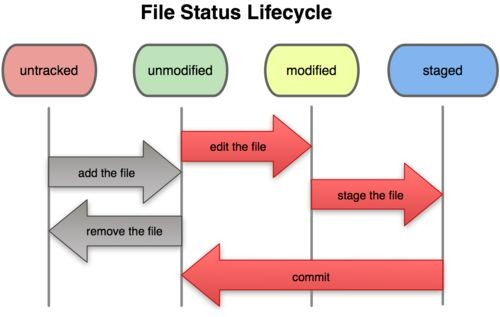 File Status Lifecycle
untracked
unmodified
modified
staged
edit the file
add the file
stage the file
remove the file
commit